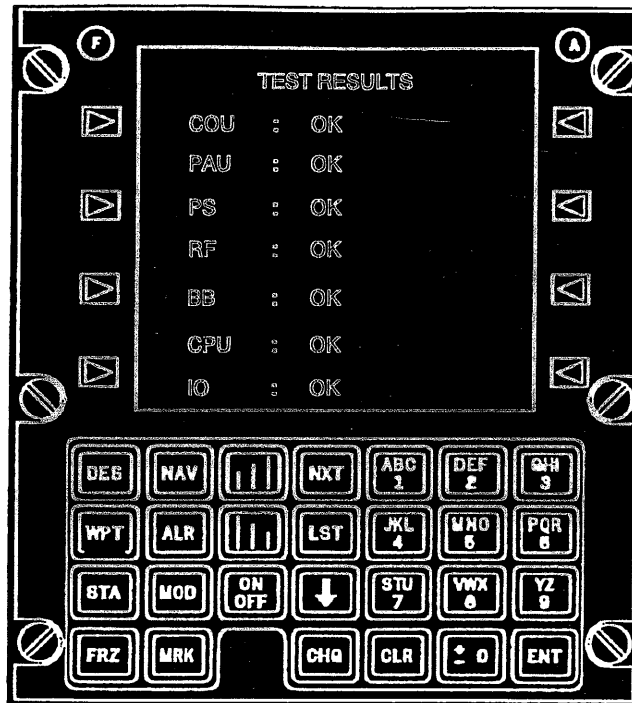 F
A
TEST RESULTS
COU : OK
PAU : OK
PS : OK
RF : OK
BB : OK
CPU : OK
IO : OK
DES NAV NXT ABC 1 DEF 2 GHI 3
WPT ALR LST JKL 4 MNO 5 PQR 6
STA MOD ON OFF STU 7 VWX 8 YZ 9
FRZ MRK CHG CLR ± 0 ENT